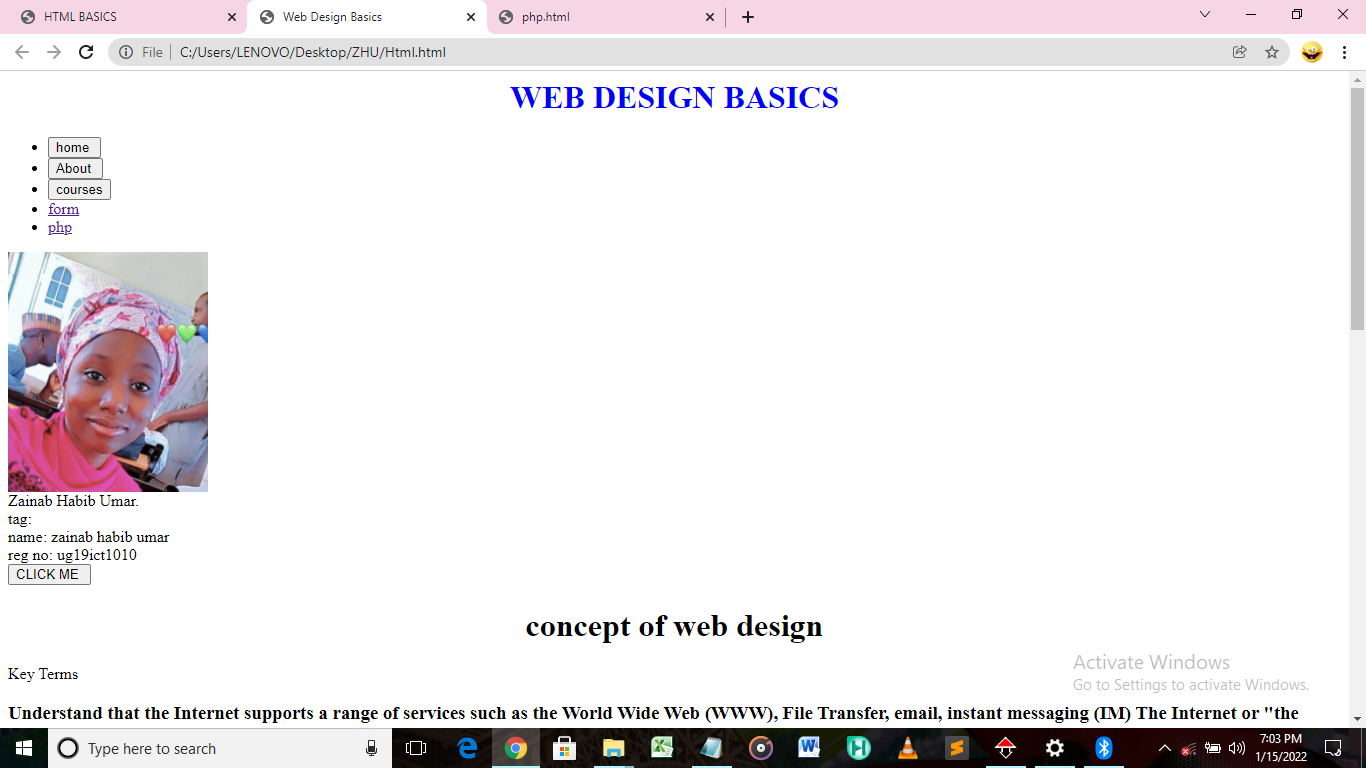 HTML BASICS
Web Design Basics
php.html
File
C:/Users/LENOVO/Desktop/ZHU/Html.html
WEB DESIGN BASICS
home
About
courses
form
php
Zainab Habib Umar.
tag:
name: zainab habib umar
reg no: ug19ict1010
CLICK ME
concept of web design
Key Terms
Activate Windows
Go to Settings to activate Windows.
Understand that the Internet supports a range of services such as the World Wide Web (WWW), File Transfer, email, instant messaging (IM) The Internet or "the
Type here to search
7:03 PM
1/15/2022